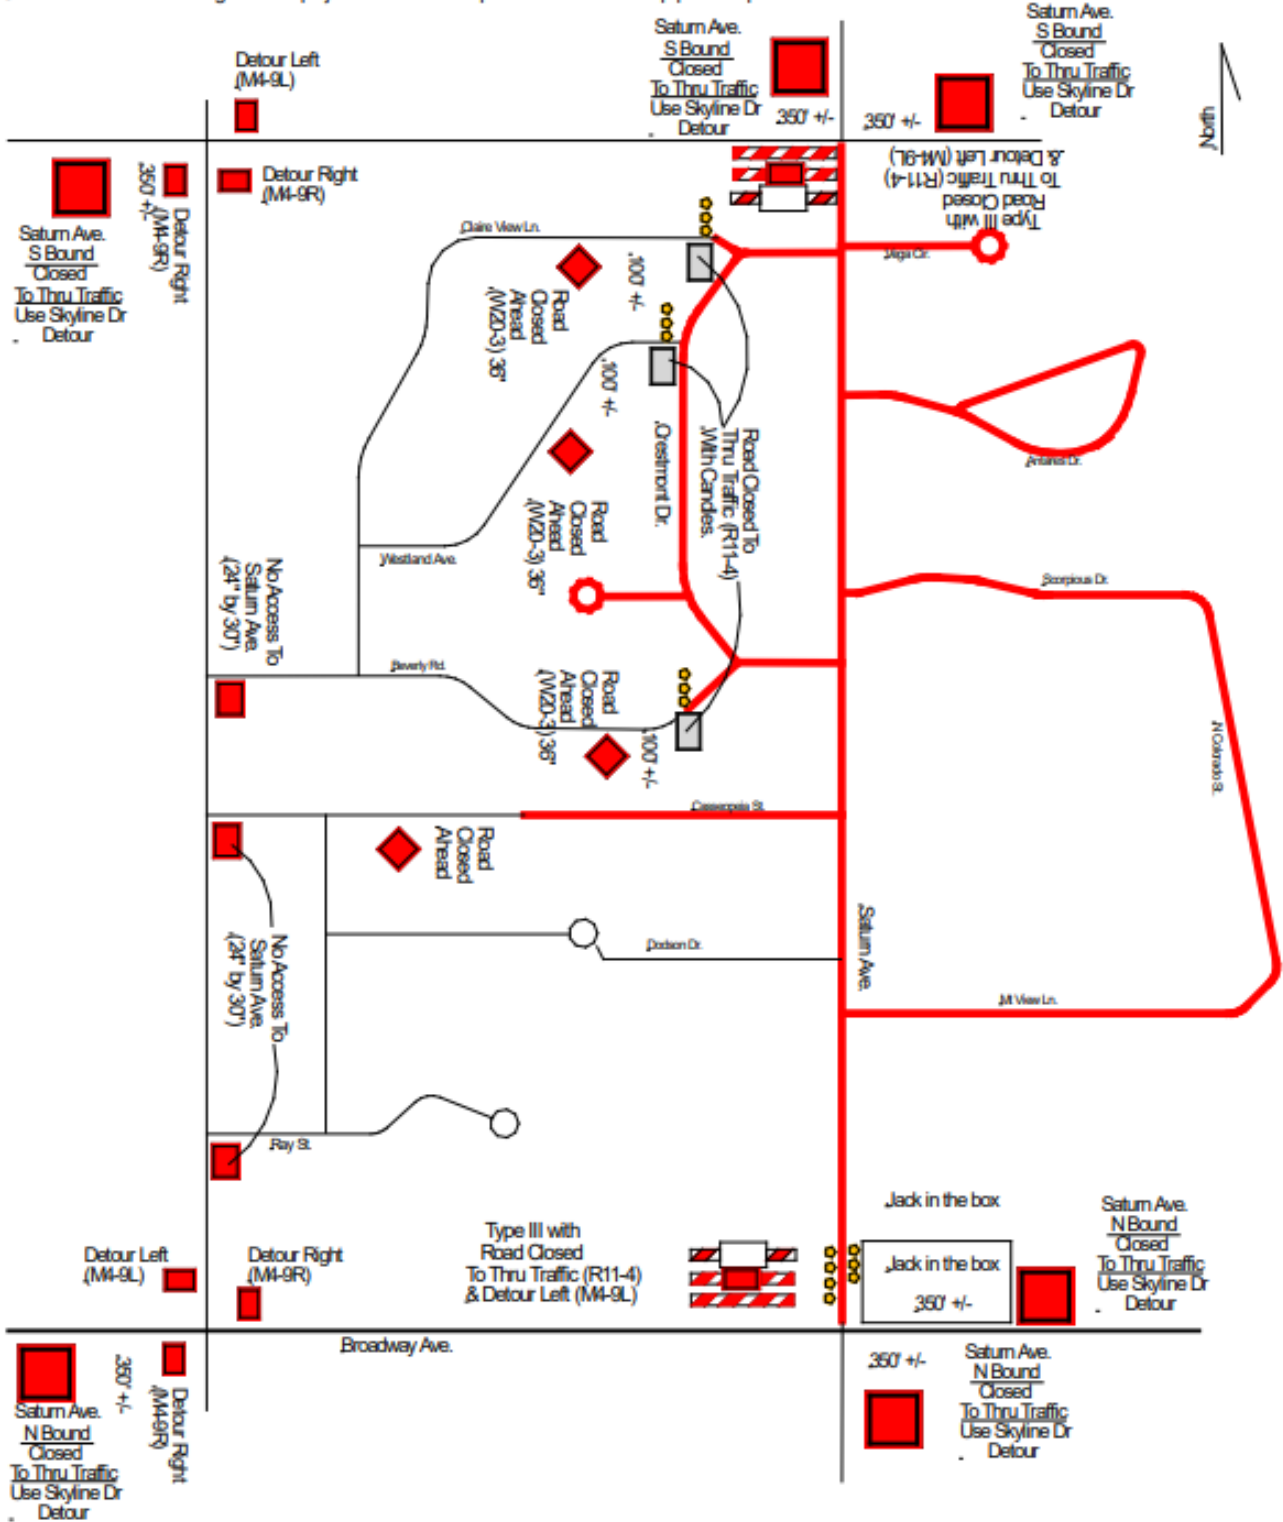 Saturn Ave.
S Bound
Closed
To Thru Traffic
Use Skyline Dr
Detour
350' +/-
Saturn Ave.
S Bound
Closed
To Thru Traffic
Use Skyline Dr
Detour
350' +/-
North
Detour Left
(M4-9L)
Detour Right
(M4-9R)
350' +/-
Detour Right
(M4-9R)
Saturn Ave.
S Bound
Closed
To Thru Traffic
Use Skyline Dr
Detour
Type III with
Road Closed
To Thru Traffic (R11-4)
& Detour Left (M4-9L)
Claire View Ln.
Vega Cir.
100' +/-
Road
Closed
Ahead
(W20-3) 36"
100' +/-
Road
Closed
Ahead
(W20-3) 36"
Crestmont Dr.
Road Closed To
Thru Traffic (R11-4)
With Candles.
Antares Dr.
Westland Ave.
Scorpious Dr.
No Access To
Saturn Ave.
(24" by 30")
Beverly Rd.
Road
Closed
Ahead
(W20-3) 36"
100' +/-
N Colorado St.
Casseopeia St.
Road
Closed
Ahead
Saturn Ave.
Dodson Dr.
No Access To
Saturn Ave.
(24" by 30")
Mt View Ln.
Ray St.
Jack in the box
Jack in the box
350' +/-
Saturn Ave.
N Bound
Closed
To Thru Traffic
Use Skyline Dr
Detour
Type III with
Road Closed
To Thru Traffic (R11-4)
& Detour Left (M4-9L)
Detour Left
(M4-9L)
Detour Right
(M4-9R)
Broadway Ave.
350' +/-
Saturn Ave.
N Bound
Closed
To Thru Traffic
Use Skyline Dr
Detour
350' +/-
Detour Right
(M4-9R)
Saturn Ave.
N Bound
Closed
To Thru Traffic
Use Skyline Dr
Detour